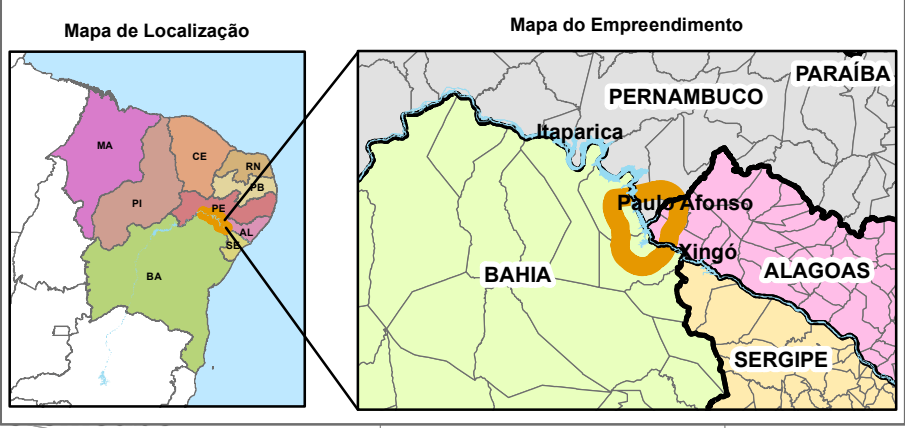 Mapa de Localização
Mapa do Empreendimento
MA
CE
RN
PB
PI
PE
AL
SE
BA
PARAÍBA
PERNAMBUCO
Itaparica
Paulo Afonso
Xingó
BAHIA
ALAGOAS
SERGIPE